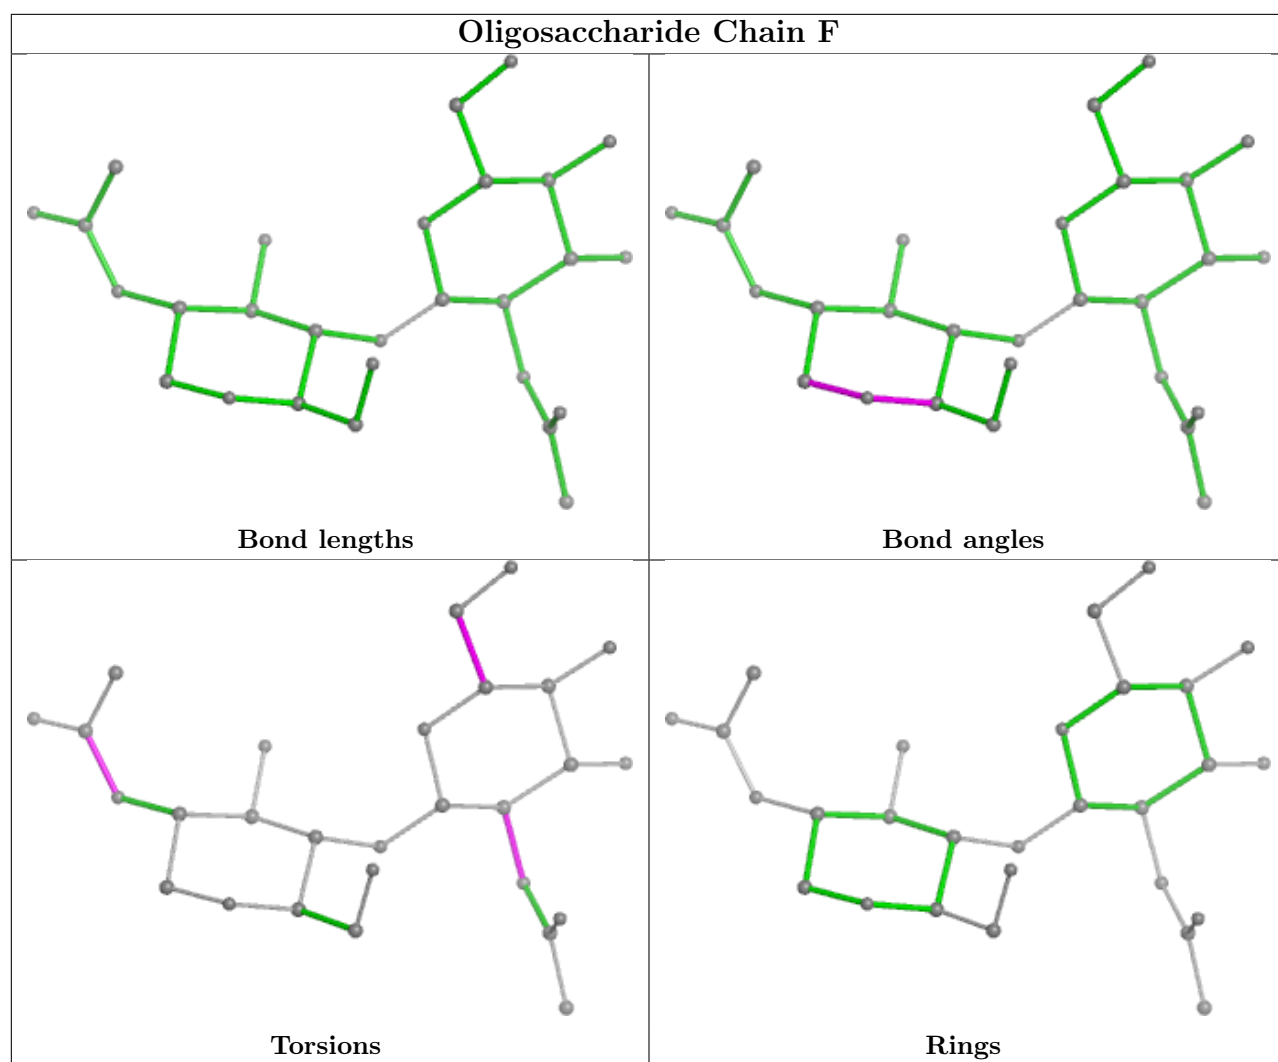 Oligosaccharide Chain F
Bond lengths
Bond angles
Torsions
Rings